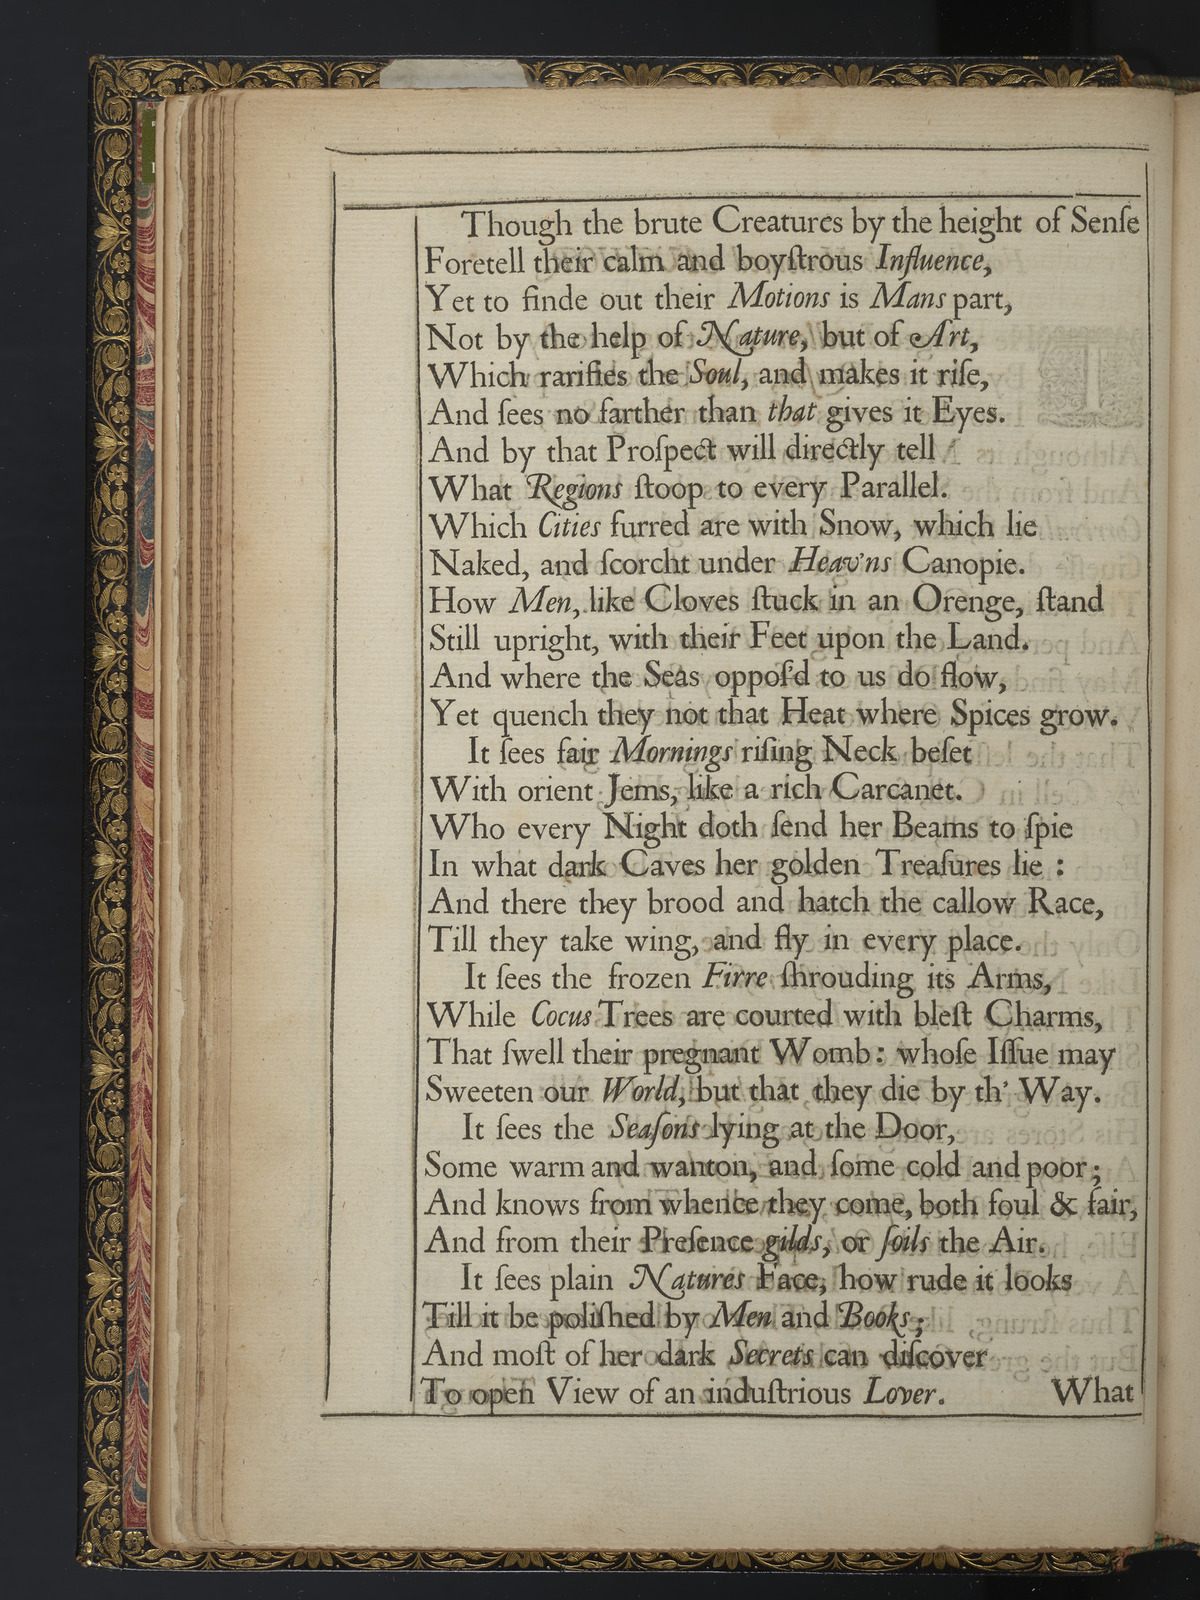 Though the brute Creatures by the height of Senſe
Foretell their calm and boyſtrous Influence,
Yet to finde out their Motions is Mans part,
Not by the help of Nature, but of Art,
Which rarifies the Soul, and makes it riſe,
And ſees no farther than that gives it Eyes.
And by that Proſpect will directly tell
What Regions ſtoop to every Parallel.
Which Cities furred are with Snow, which lie
Naked, and ſcorcht under Heav'ns Canopie.
How Men, like Cloves ſtuck in an Orenge, ſtand
Still upright, with their Feet upon the Land.
And where the Seas oppoſ'd to us do flow,
Yet quench they not that Heat where Spices grow.
It ſees fair Mornings riſing Neck beſet
With orient Jems, like a rich Carcanet.
Who every Night doth ſend her Beams to ſpie
In what dark Caves her golden Treaſures lie :
And there they brood and hatch the callow Race,
Till they take wing, and fly in every place.
It ſees the frozen Firre ſhrouding its Arms,
While Cocus Trees are courted with bleſt Charms,
That ſwell their pregnant Womb: whoſe Iſſue may
Sweeten our World, but that they die by th' Way.
It ſees the Seaſons lying at the Door,
Some warm and wanton, and ſome cold and poor;
And knows from whence they come, both foul & fair,
And from their Preſence gilds, or ſoils the Air.
It ſees plain Natures Face, how rude it looks
Till it be poliſhed by Men and Books;
And moſt of her dark Secrets can diſcover
To open View of an induſtrious Lover. What